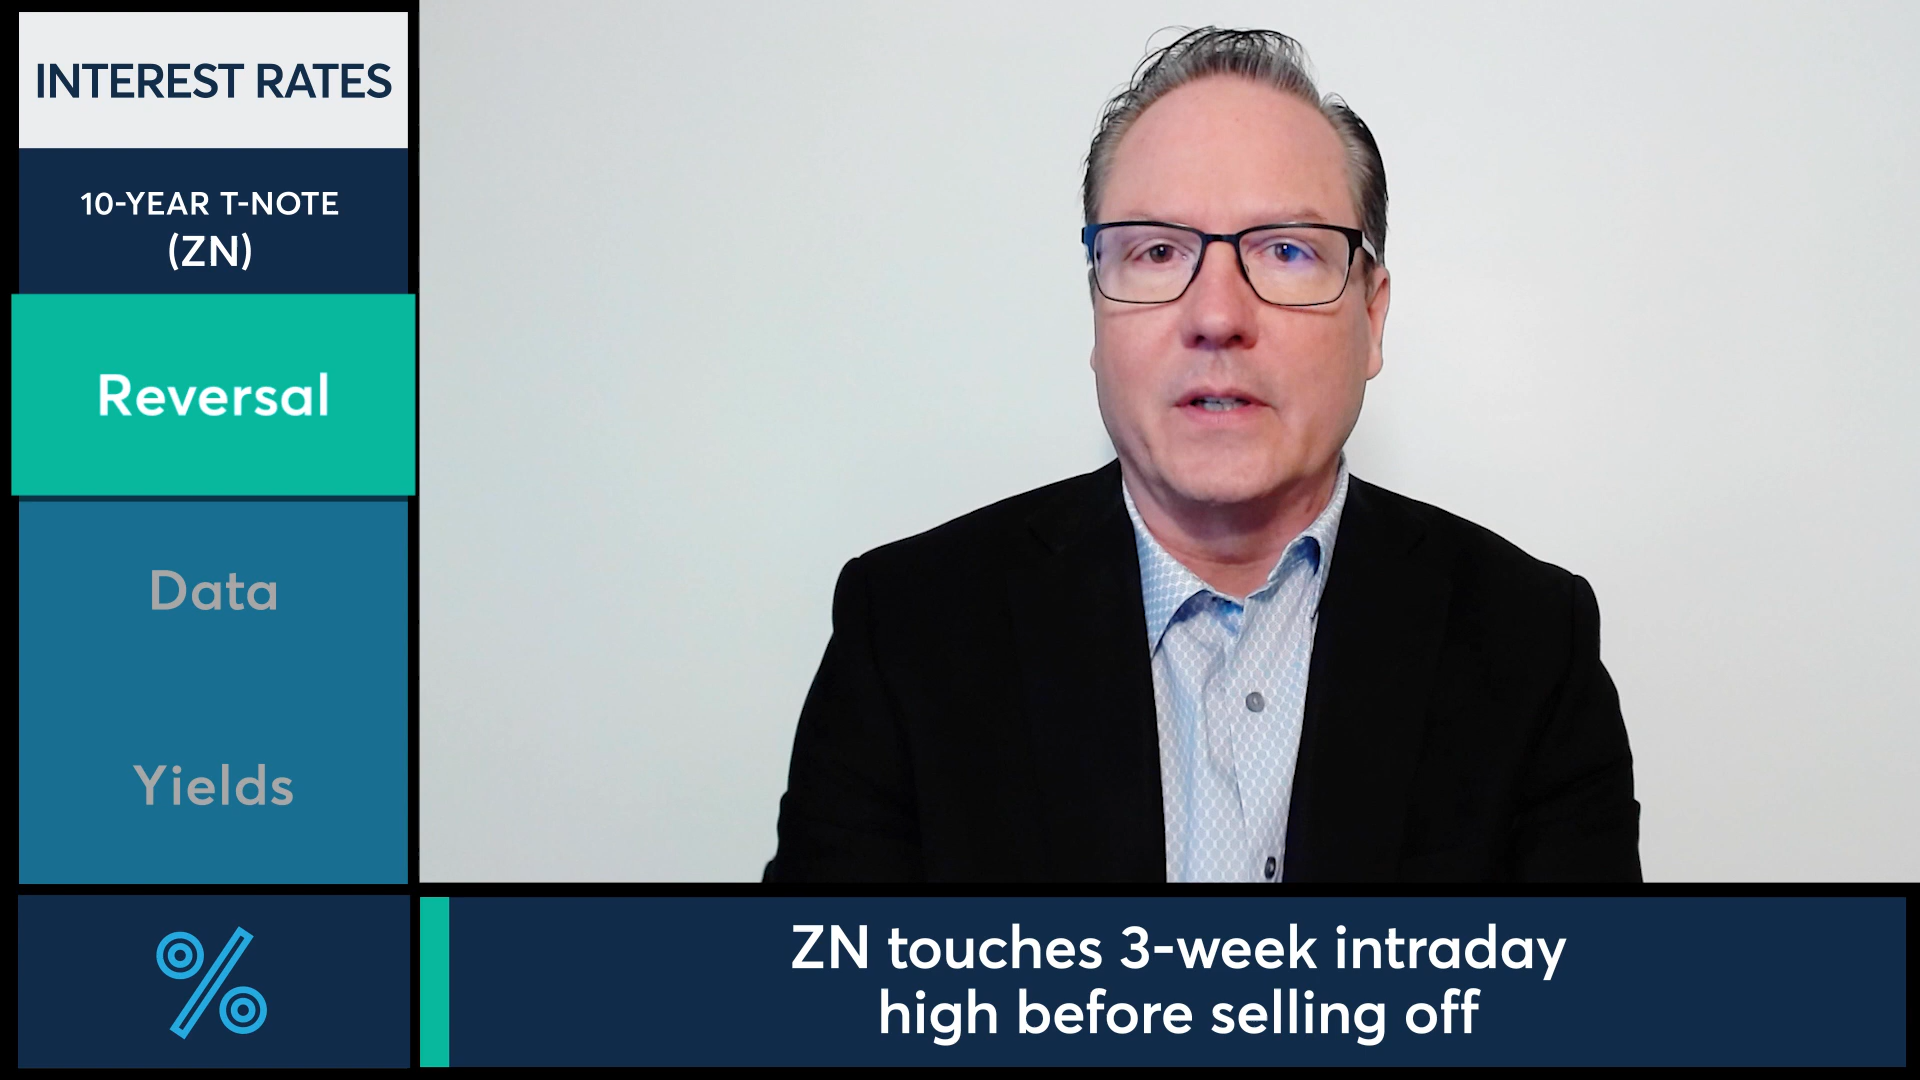 INTEREST RATES
10-YEAR T-NOTE
(ZN)
Reversal
Data
Yields
%
ZN touches 3-week intraday
high before selling off